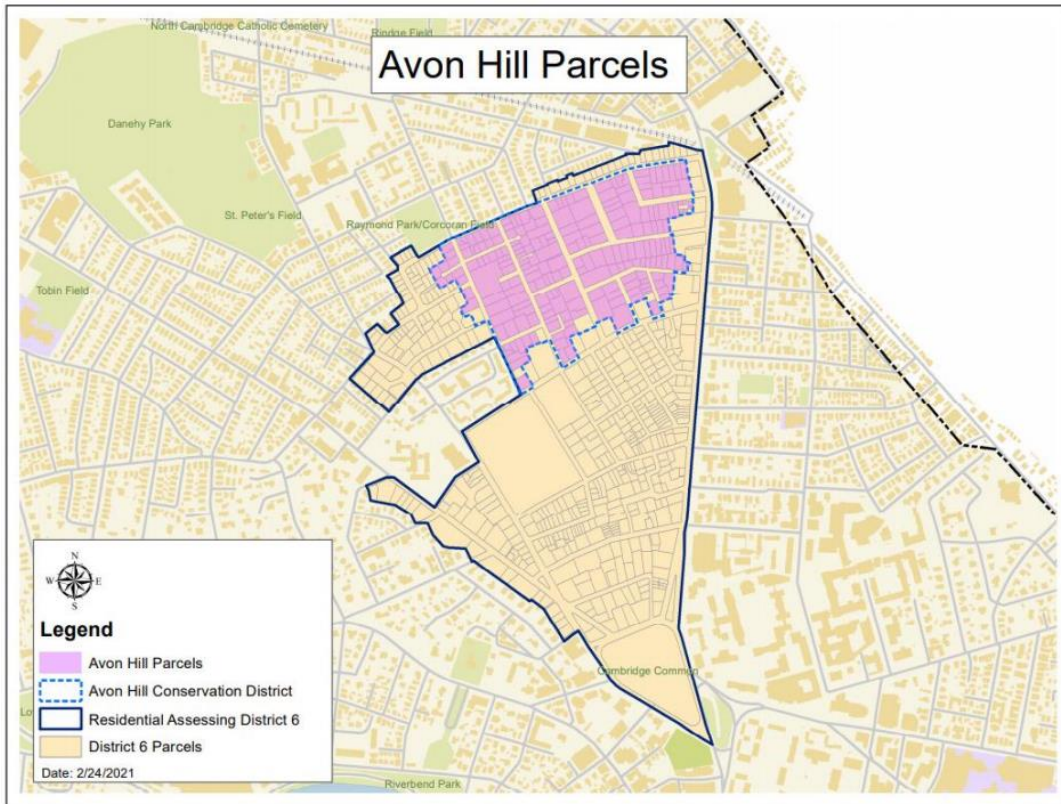 North Cambridge Catholic Cemetery
Rindge Field
Avon Hill Parcels
Danehy Park
St. Peter's Field
Raymond Park/Corcoran Field
Tobin Field
N
W E
S
Legend
Avon Hill Parcels
Avon Hill Conservation District
Residential Assessing District 6
District 6 Parcels
Date: 2/24/2021
Cambridge Common
Riverbend Park